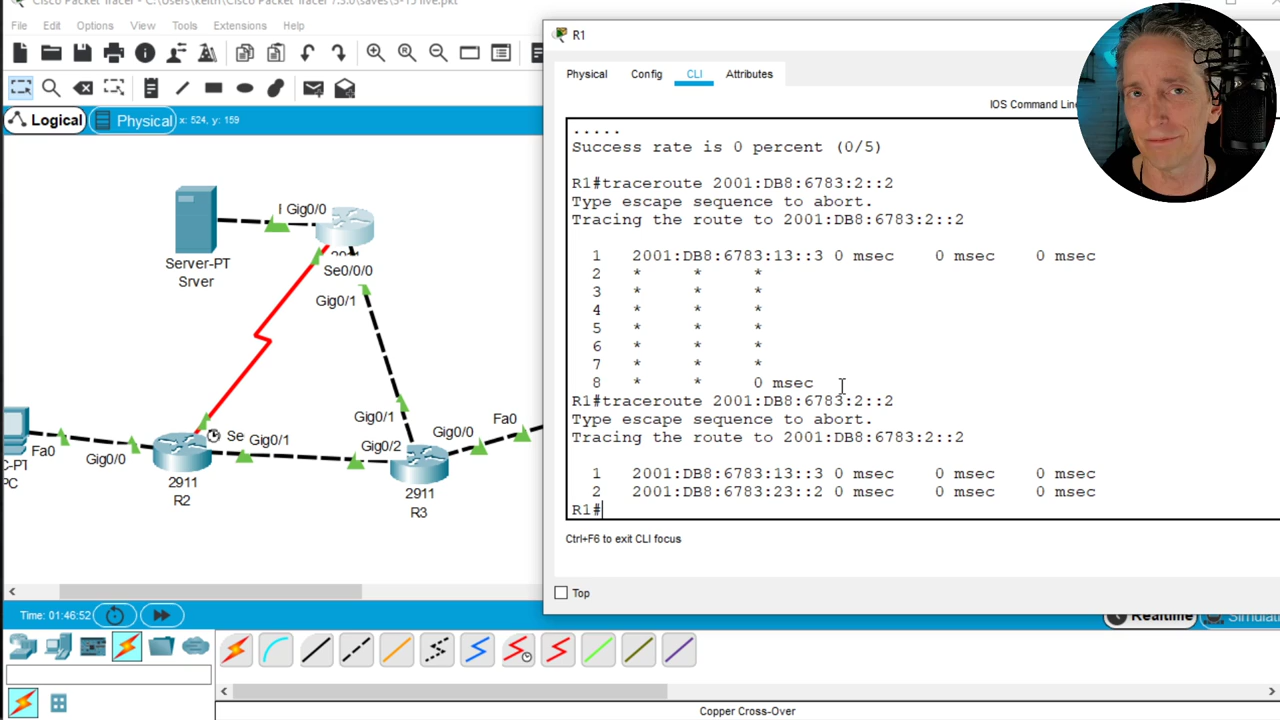 Cisco Packet Tracer - C:\Users\keith\Cisco Packet Tracer 7.3.0\saves\3-15 live.pkt
File Edit Options View Tools Extensions Help
Logical
Physical
x: 524, y: 159
Gig0/0
Server-PT
Srver
Se0/0/0
Gig0/1
Fa0
C-PT
PC
Gig0/0
Se
Gig0/1
2911
R2
Gig0/1
Gig0/2
Gig0/0
Fa0
2911
R3
R1
Physical Config CLI Attributes
IOS Command Line
.....
Success rate is 0 percent (0/5)
R1#traceroute 2001:DB8:6783:2::2
Type escape sequence to abort.
Tracing the route to 2001:DB8:6783:2::2
1 2001:DB8:6783:13::3 0 msec 0 msec 0 msec
2 * * *
3 * * *
4 * * *
5 * * *
6 * * *
7 * * *
8 * * 0 msec
R1#traceroute 2001:DB8:6783:2::2
Type escape sequence to abort.
Tracing the route to 2001:DB8:6783:2::2
1 2001:DB8:6783:13::3 0 msec 0 msec 0 msec
2 2001:DB8:6783:23::2 0 msec 0 msec 0 msec
R1#
Ctrl+F6 to exit CLI focus
Top
Time: 01:46:52
Realtime
Simulati
Copper Cross-Over